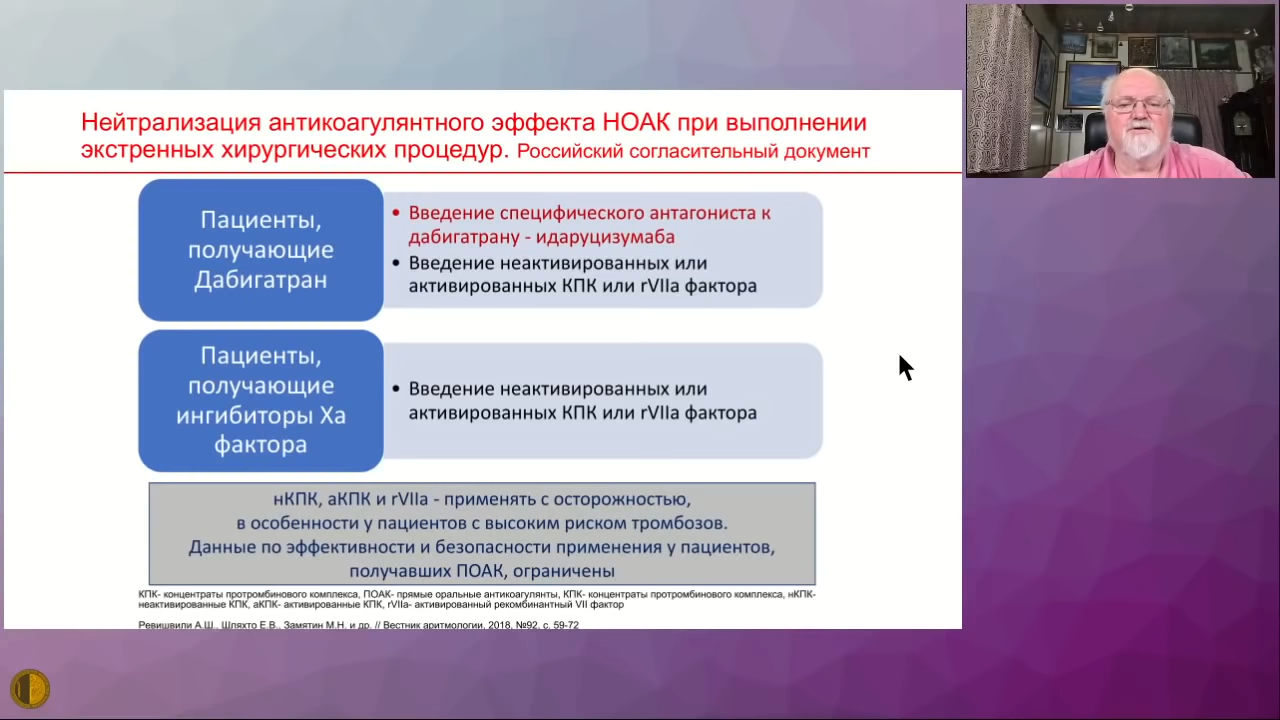 Нейтрализация антикоагулянтного эффекта НОАК при выполнении
экстренных хирургических процедур. Российский согласительный документ
Пациенты,
получающие
Дабигатран
• Введение специфического антагониста к
дабигатрану - идаруцизумаба
• Введение неактивированных или
активированных КПК или rVIIa фактора
Пациенты,
получающие
ингибиторы Xa
фактора
• Введение неактивированных или
активированных КПК или rVIIa фактора
нКПК, аКПК и rVIIa - применять с осторожностью,
в особенности у пациентов с высоким риском тромбозов.
Данные по эффективности и безопасности применения у пациентов,
получавших ПОАК, ограничены
КПК- концентраты протромбинового комплекса, ПОАК- прямые оральные антикоагулянты, КПК- концентраты протромбинового комплекса, нКПК-
неактивированные КПК, аКПК- активированные КПК, rVIIa- активированный рекомбинантный VII фактор
Ревишвили А.Ш., Шляхто Е.В., Замятин М.Н. и др. // Вестник аритмологии, 2018, №92, с. 59-72